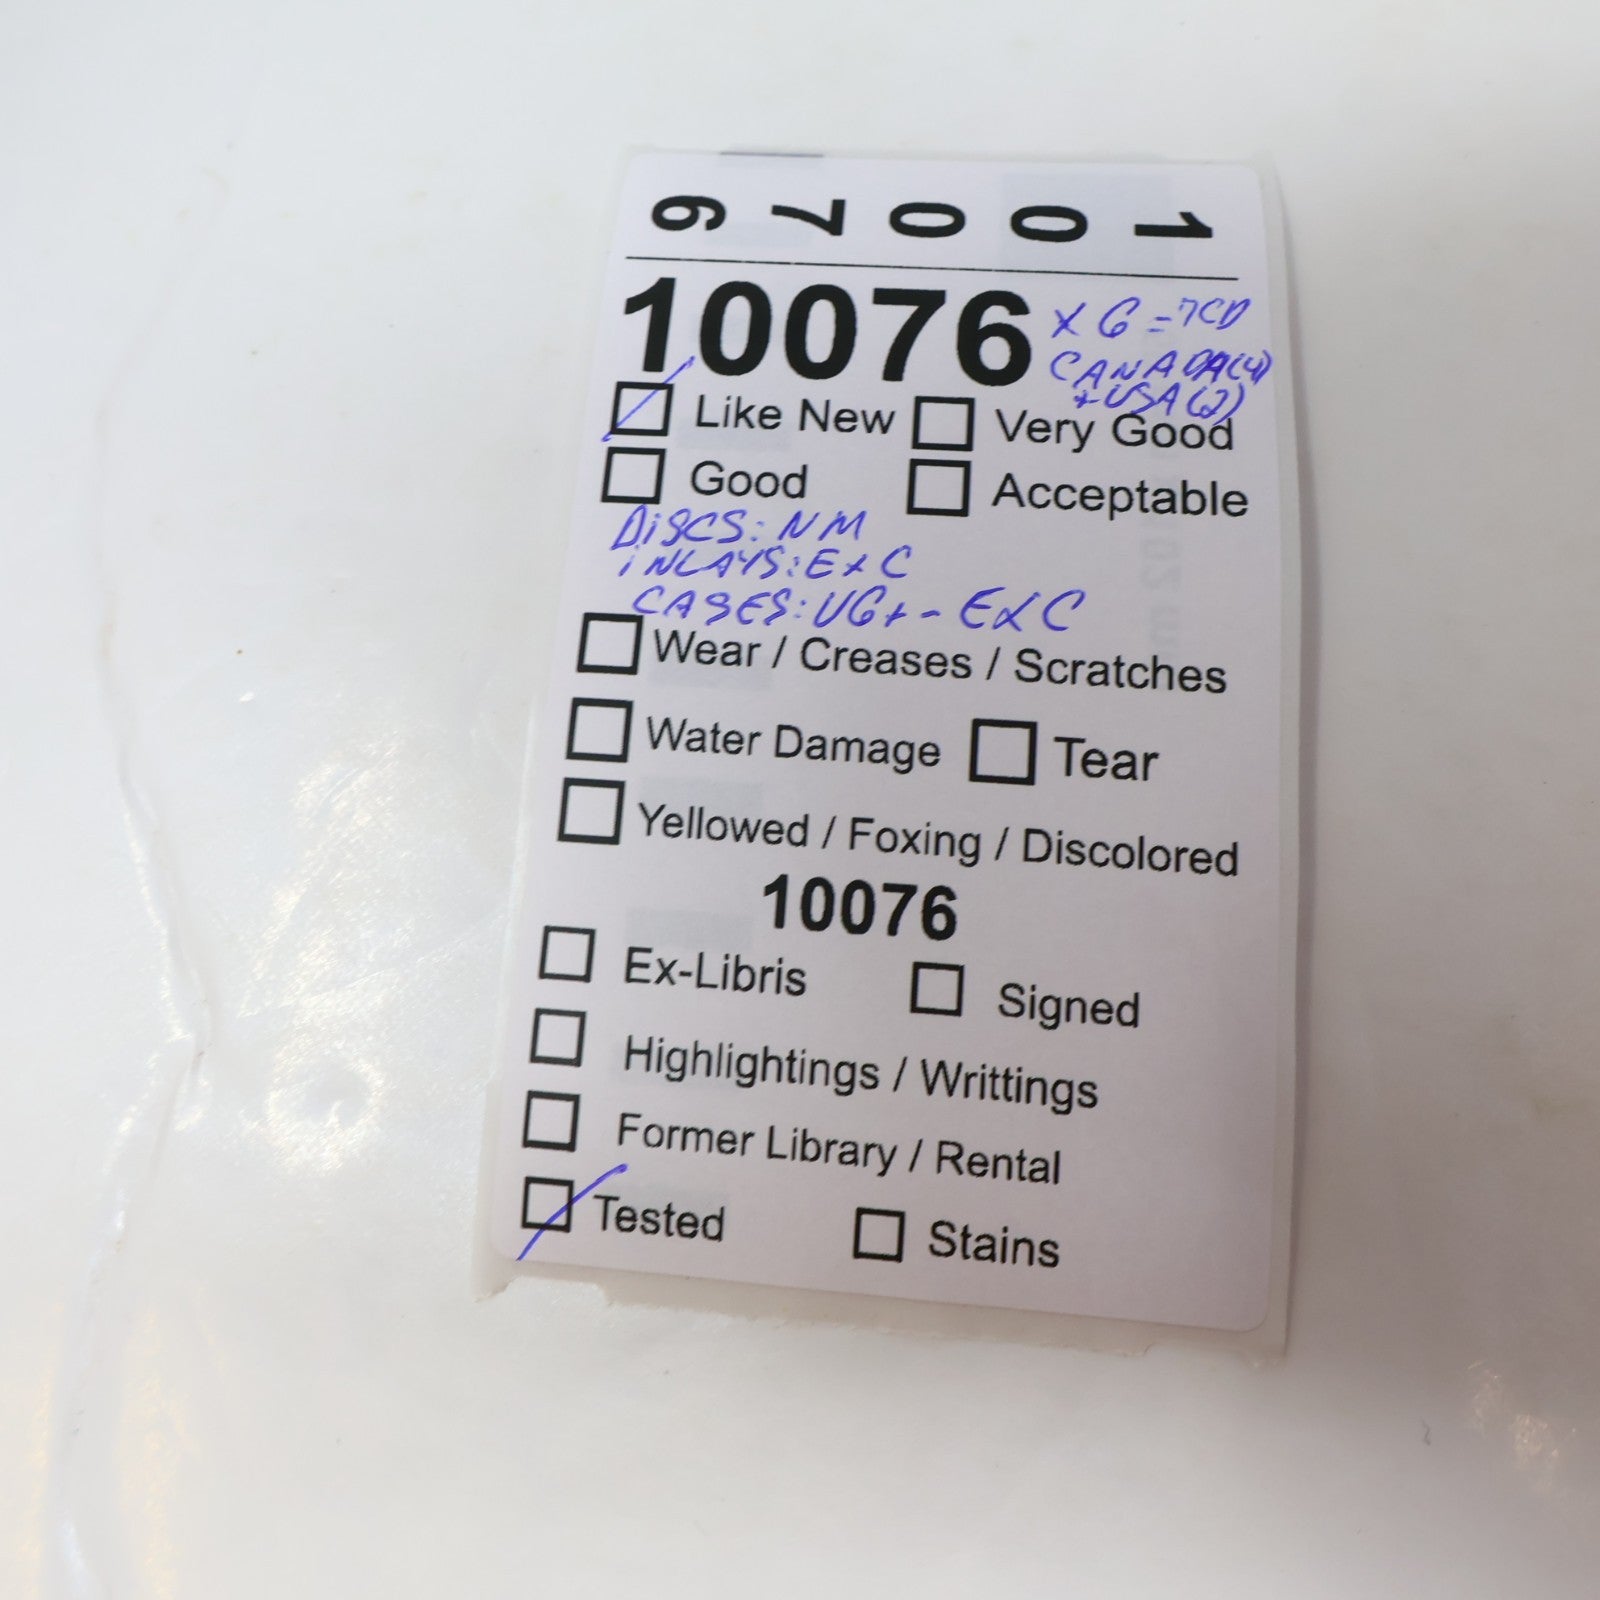 10076
10076 x 6 = 7CD
CANADA(4)
+ USA(2)
Like New Very Good
Good Acceptable
DISCS: NM
INLAYS: EXC
CASES: VG+ - EXC
Wear / Creases / Scratches
Water Damage Tear
Yellowed / Foxing / Discolored
10076
Ex-Libris Signed
Highlightings / Writtings
Former Library / Rental
Tested Stains